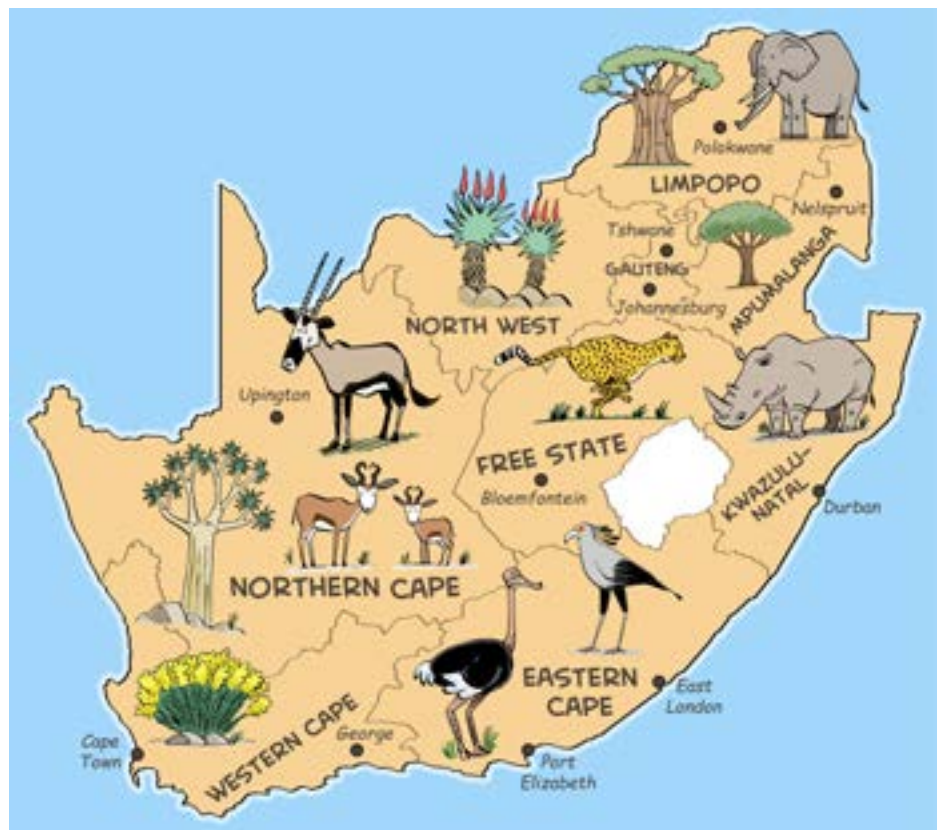 Polokwane
LIMPOPO
Nelspruit
Tshwane
GAUTENG
Johannesburg
MPUMALANGA
NORTH WEST
Upington
FREE STATE
Bloemfontein
KWAZULU-
NATAL
Durban
NORTHERN CAPE
EASTERN
CAPE
East
London
WESTERN CAPE
George
Cape
Town
Port
Elizabeth